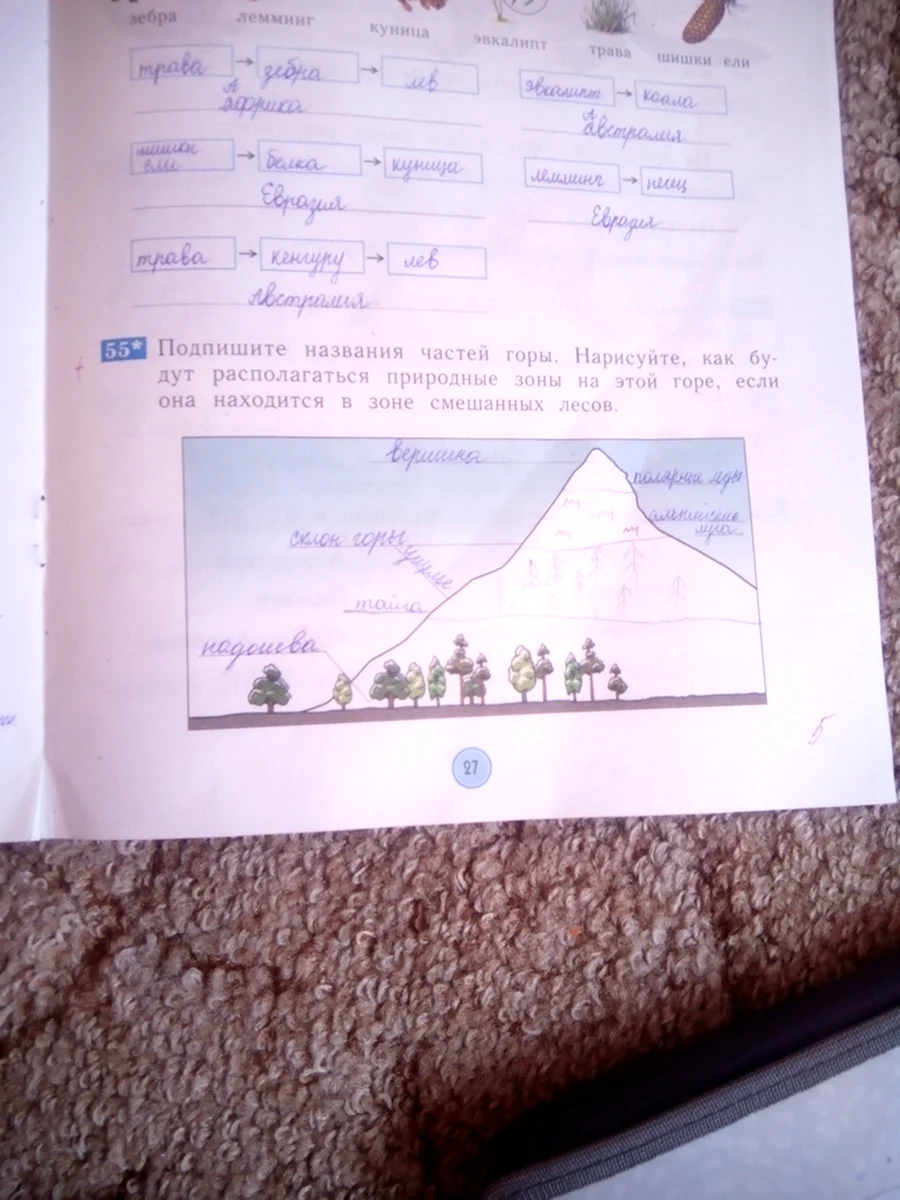 зебра лемминг куница эвкалипт трава шишки ели
трава → зебра → лев
Африка
эвкалипт → коала
Австралия
шишки
ели → белка → куница
Евразия
лемминг → песец
Евразия
трава → кенгуру → лев
Австралия
55* Подпишите названия частей горы. Нарисуйте, как бу-
дут располагаться природные зоны на этой горе, если
она находится в зоне смешанных лесов.
вершина
полярные льды
альпийские
луга
склон горы
тайга
подошева
27
5